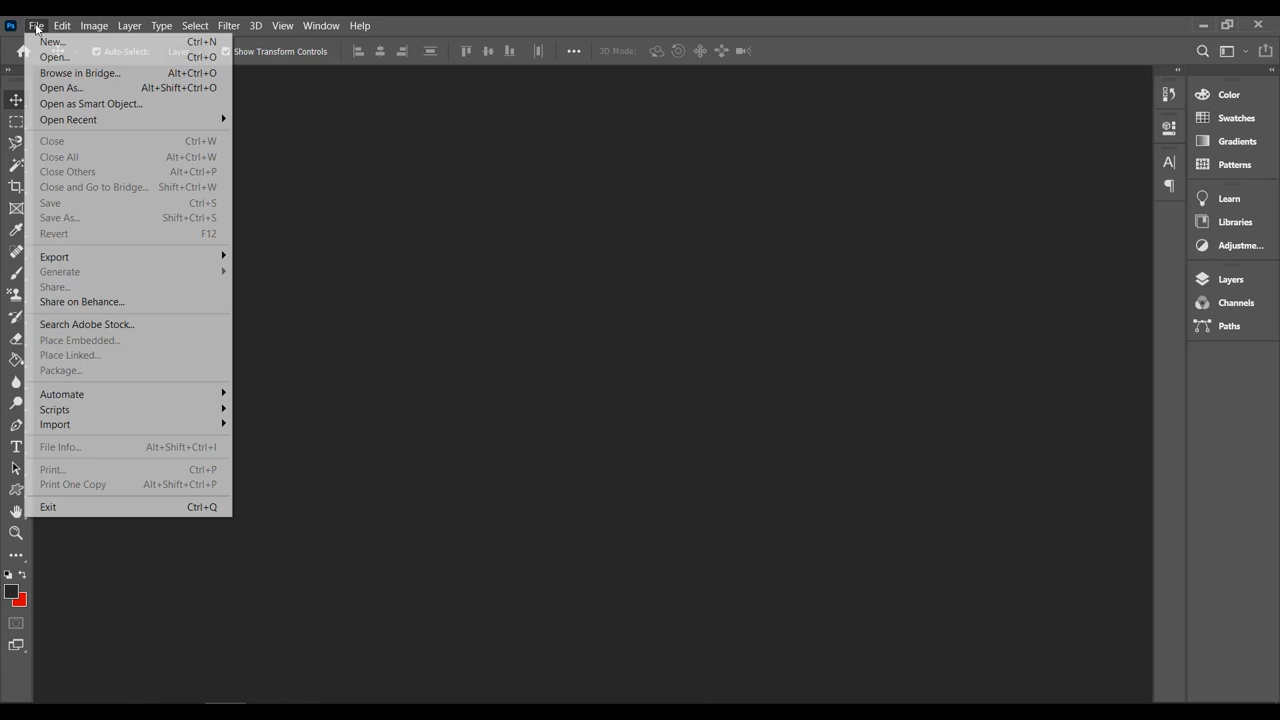 Ps File Edit Image Layer Type Select Filter 3D View Window Help
Auto-Select: Show Transform Controls 3D Mode:
New... Ctrl+N
Open... Ctrl+O
Browse in Bridge... Alt+Ctrl+O
Open As... Alt+Shift+Ctrl+O
Open as Smart Object...
Open Recent
Close Ctrl+W
Close All Alt+Ctrl+W
Close Others Alt+Ctrl+P
Close and Go to Bridge... Shift+Ctrl+W
Save Ctrl+S
Save As... Shift+Ctrl+S
Revert F12
Export
Generate
Share...
Share on Behance...
Search Adobe Stock...
Place Embedded...
Place Linked...
Package...
Automate
Scripts
Import
File Info... Alt+Shift+Ctrl+I
Print... Ctrl+P
Print One Copy Alt+Shift+Ctrl+P
Exit Ctrl+Q
Color
Swatches
Gradients
Patterns
Learn
Libraries
Adjustme...
Layers
Channels
Paths